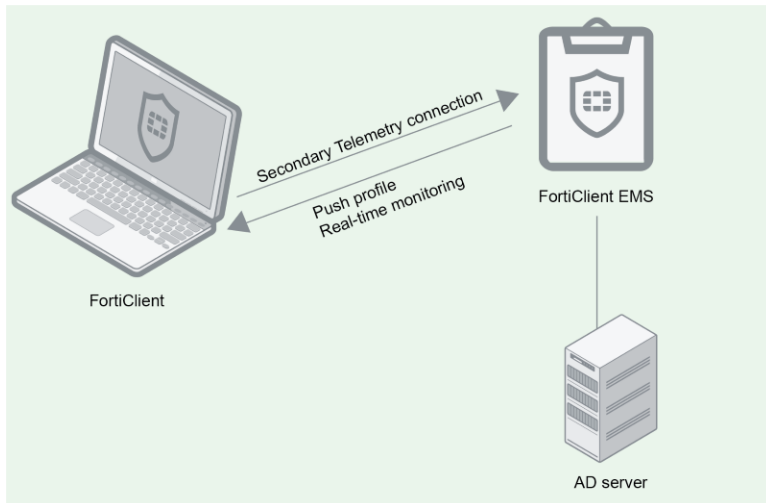 Secondary Telemetry connection
Push profile
Real-time monitoring
FortiClient EMS
FortiClient
AD server